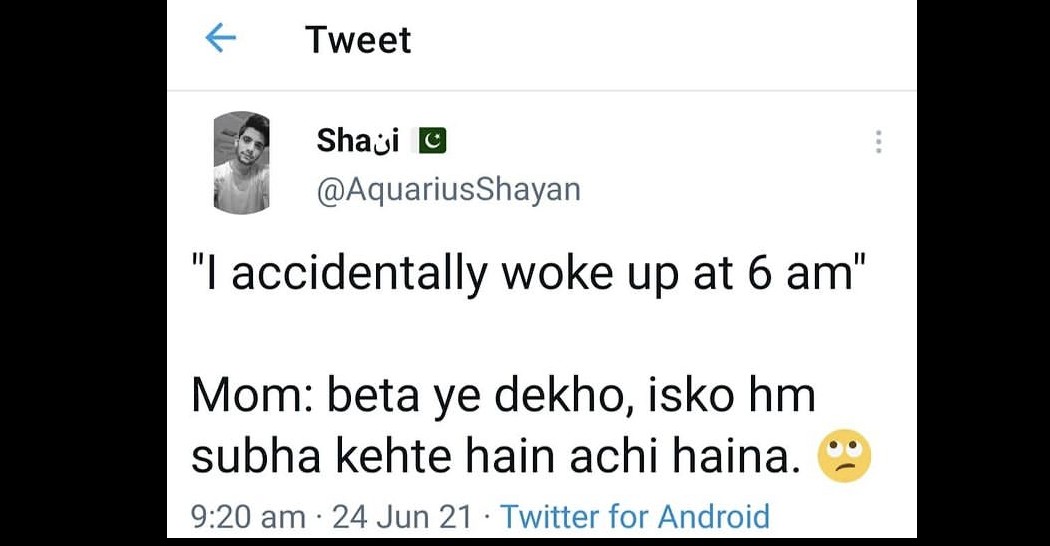 Tweet
Shaنi 🇵🇰
@AquariusShayan
"I accidentally woke up at 6 am"
Mom: beta ye dekho, isko hm
subha kehte hain achi haina. 🙄
9:20 am · 24 Jun 21 · Twitter for Android